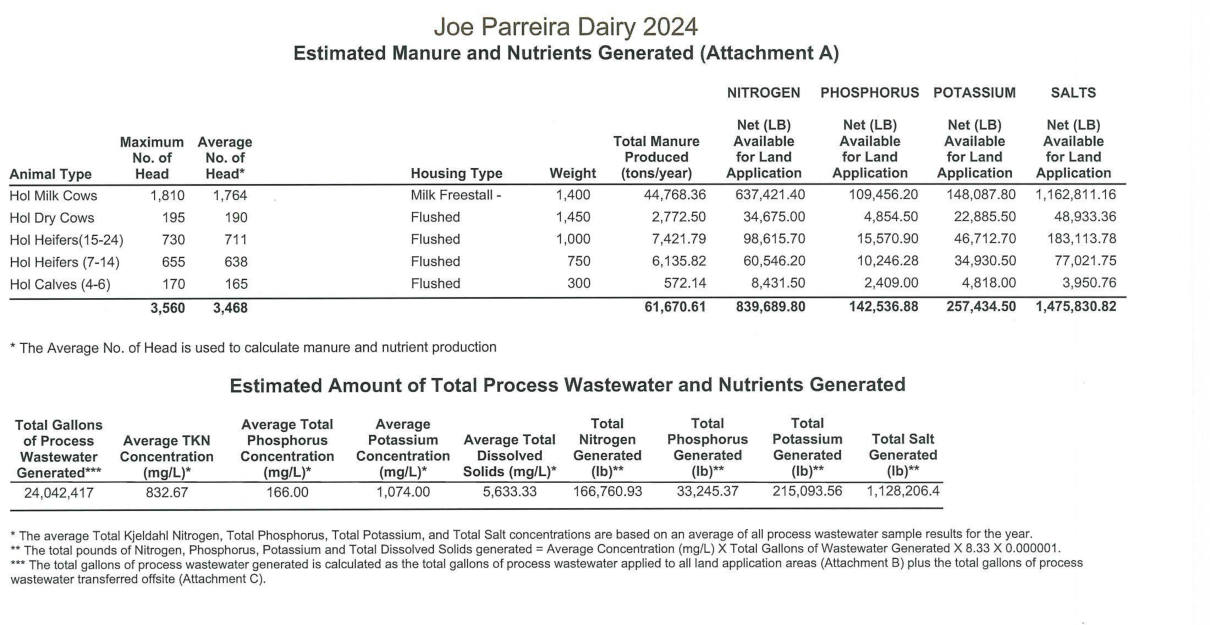 Joe Parreira Dairy 2024
Estimated Manure and Nutrients Generated (Attachment A)
NITROGEN PHOSPHORUS POTASSIUM SALTS
Animal Type Maximum No. of Head Average No. of Head* Housing Type Weight Total Manure Produced (tons/year) Net (LB) Available for Land Application Net (LB) Available for Land Application Net (LB) Available for Land Application Net (LB) Available for Land Application
Hol Milk Cows 1,810 1,764 Milk Freestall - 1,400 44,768.36 637,421.40 109,456.20 148,087.80 1,162,811.16
Hol Dry Cows 195 190 Flushed 1,450 2,772.50 34,675.00 4,854.50 22,885.50 48,933.36
Hol Heifers(15-24) 730 711 Flushed 1,000 7,421.79 98,615.70 15,570.90 46,712.70 183,113.78
Hol Heifers (7-14) 655 638 Flushed 750 6,135.82 60,546.20 10,246.28 34,930.50 77,021.75
Hol Calves (4-6) 170 165 Flushed 300 572.14 8,431.50 2,409.00 4,818.00 3,950.76
3,560 3,468 61,670.61 839,689.80 142,536.88 257,434.50 1,475,830.82
* The Average No. of Head is used to calculate manure and nutrient production
Estimated Amount of Total Process Wastewater and Nutrients Generated
Total Gallons of Process Wastewater Generated*** Average TKN Concentration (mg/L)* Average Total Phosphorus Concentration (mg/L)* Average Potassium Concentration (mg/L)* Average Total Dissolved Solids (mg/L)* Total Nitrogen Generated (lb)** Total Phosphorus Generated (lb)** Total Potassium Generated (lb)** Total Salt Generated (lb)**
24,042,417 832.67 166.00 1,074.00 5,633.33 166,760.93 33,245.37 215,093.56 1,128,206.4
* The average Total Kjeldahl Nitrogen, Total Phosphorus, Total Potassium, and Total Salt concentrations are based on an average of all process wastewater sample results for the year.
** The total pounds of Nitrogen, Phosphorus, Potassium and Total Dissolved Solids generated = Average Concentration (mg/L) X Total Gallons of Wastewater Generated X 8.33 X 0.000001.
*** The total gallons of process wastewater generated is calculated as the total gallons of process wastewater applied to all land application areas (Attachment B) plus the total gallons of process
wastewater transferred offsite (Attachment C).